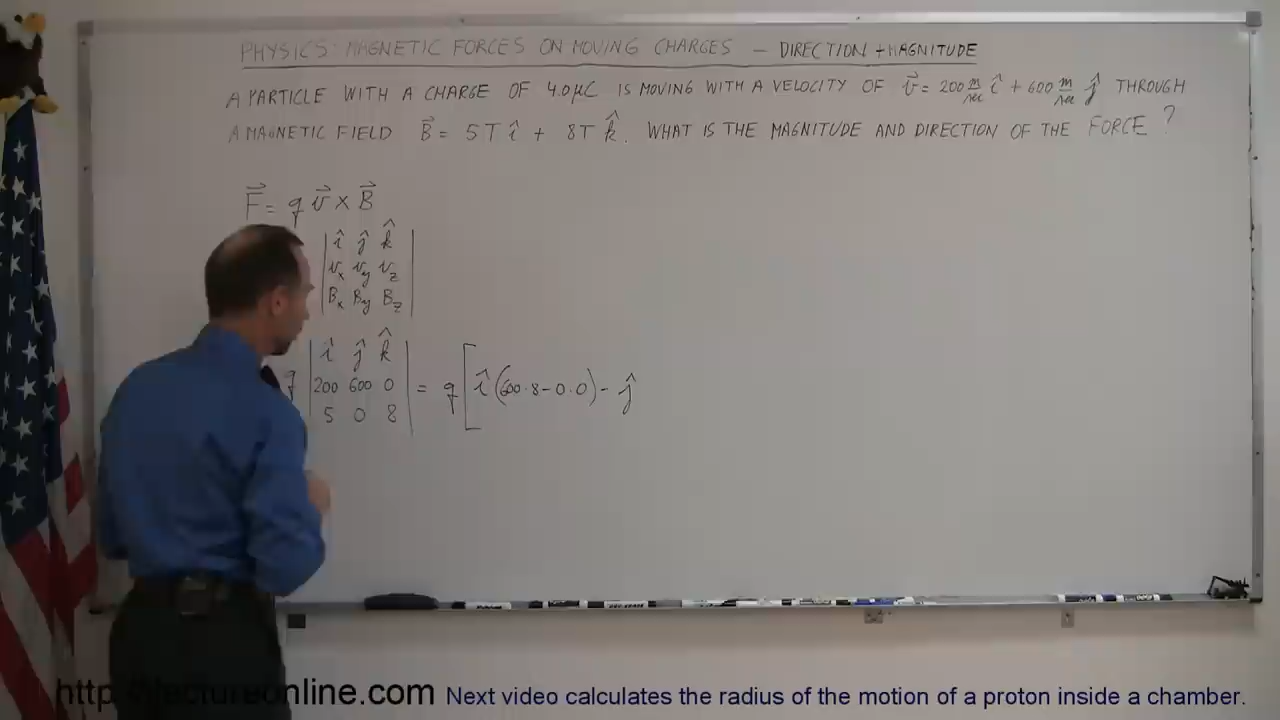 PHYSICS: MAGNETIC FORCES ON MOVING CHARGES – DIRECTION + MAGNITUDE
A PARTICLE WITH A CHARGE OF 4.0μC IS MOVING WITH A VELOCITY OF v⃗ = 200 m/sec î + 600 m/sec ĵ THROUGH
A MAGNETIC FIELD B⃗ = 5T î + 8T k̂. WHAT IS THE MAGNITUDE AND DIRECTION OF THE FORCE?
F⃗ = q v⃗ × B⃗
î ĵ k̂
vx vy vz
Bx By Bz
î ĵ k̂
q | 200 600 0 | = q [ î (600·8 – 0·0) – ĵ
5 0 8
Next video calculates the radius of the motion of a proton inside a chamber.